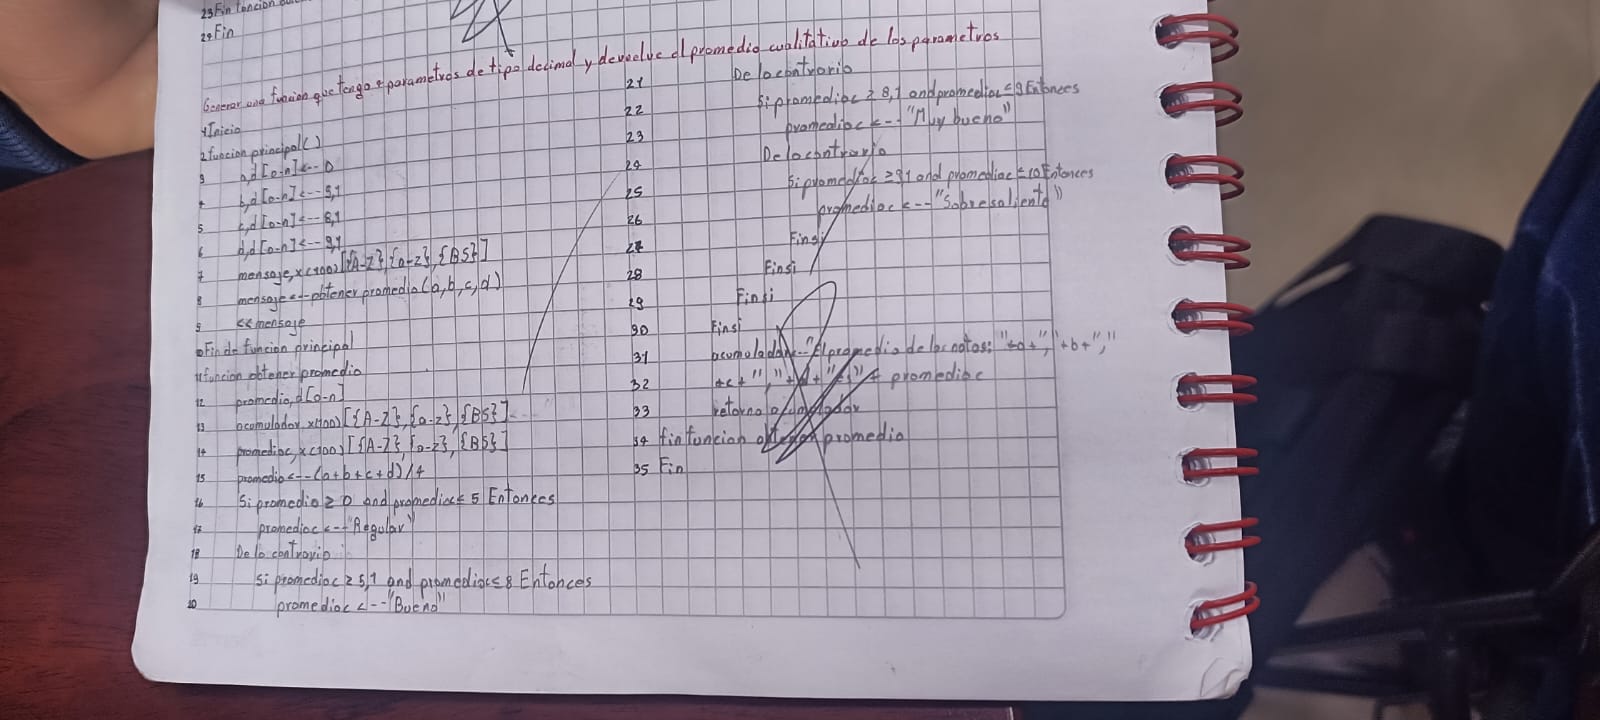 23 Fin funcion
24 Fin
Generar una funcion que tenga 4 parametros de tipo decimal y devuelve el promedio cualitativo de los parametros
1 Inicio
2 funcion principal()
3 a,d[0-n]<--0
4 b,d[0-n]<--5,1
5 c,d[0-n]<--8,1
6 d,d[0-n]<--9,1
7 mensaje,x(100)[{A-Z},{a-z},{BS}]
8 mensaje<--obtener promedio(a,b,c,d)
9 <<mensaje
10 Fin de funcion principal
11 funcion obtener promedio
12 promedio,d[0-n]
13 acumulador,x(100)[{A-Z},{a-z},{BS}]
14 promedioc,x(100)[{A-Z},{a-z},{BS}]
15 promedio<--(a+b+c+d)/4
16 Si promedio ≥ 0 and promedioc≤ 5 Entonces
17 promedioc<--"Regular"
18 De lo contrario
19 Si promedioc ≥ 5,1 and promedioc≤8 Entonces
20 promedioc <--"Bueno"
21 De lo contrario
22 Si promedioc ≥ 8,1 and promedioc ≤ 9 Entonces
23 promedioc <--"Muy bueno"
24 De lo contrario
25 Si promedioc ≥ 9,1 and promedioc ≤ 10 Entonces
26 promedioc <--"Sobresaliente"
27 Finsi
28 Finsi
29 Finsi
30 Finsi
31 acumulador<--"El promedio de las notas: "+a+","+b+","
32 +c+","+d+"es"+ promedioc
33 retorno acumulador
34 fin funcion obtener promedio
35 Fin